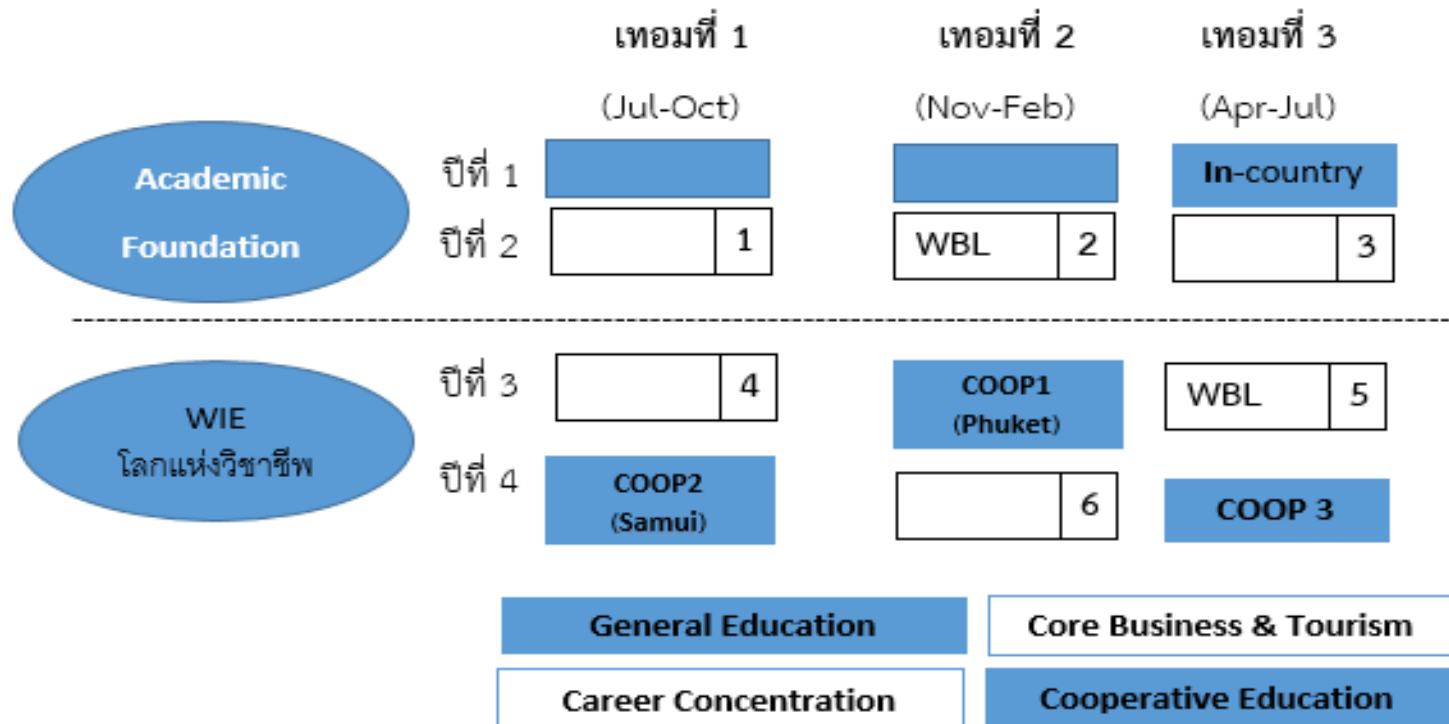 เทอมที่ 1 เทอมที่ 2 เทอมที่ 3
(Jul-Oct) (Nov-Feb) (Apr-Jul)
Academic
Foundation
ปีที่ 1 In-country
ปีที่ 2 1 WBL 2 3
WIE
โลกแห่งวิชาชีพ
ปีที่ 3 4 COOP1 WBL 5
(Phuket)
ปีที่ 4 COOP2 6 COOP 3
(Samui)
General Education Core Business & Tourism
Career Concentration Cooperative Education